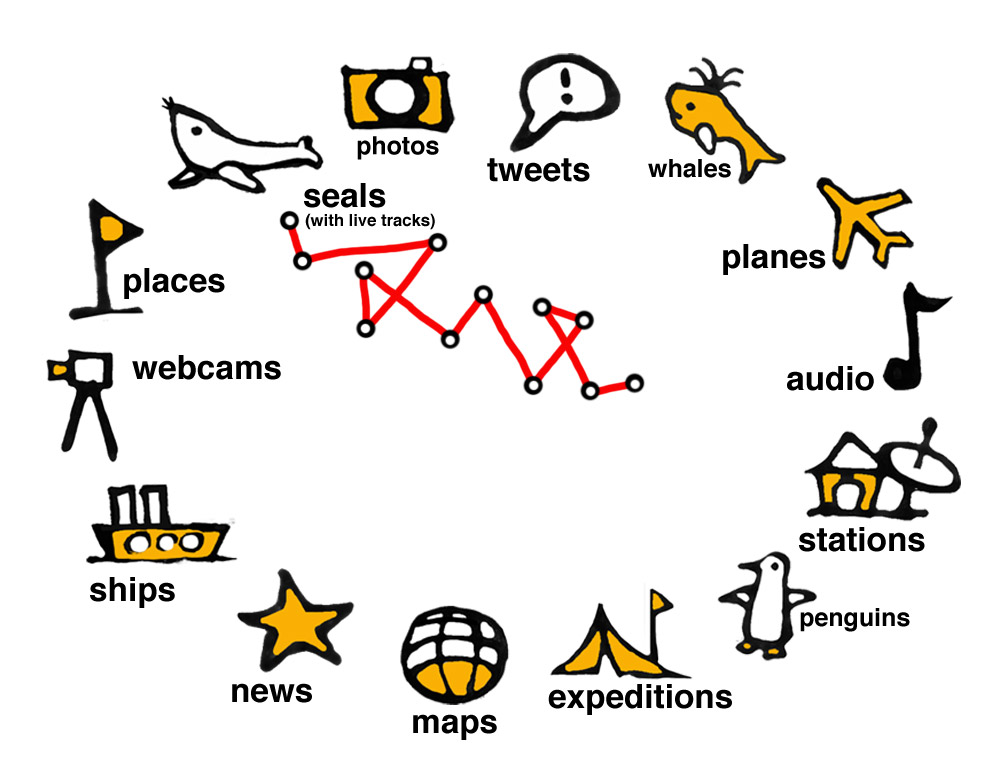 photos
tweets
whales
seals
(with live tracks)
planes
places
webcams
audio
stations
ships
penguins
news
maps
expeditions